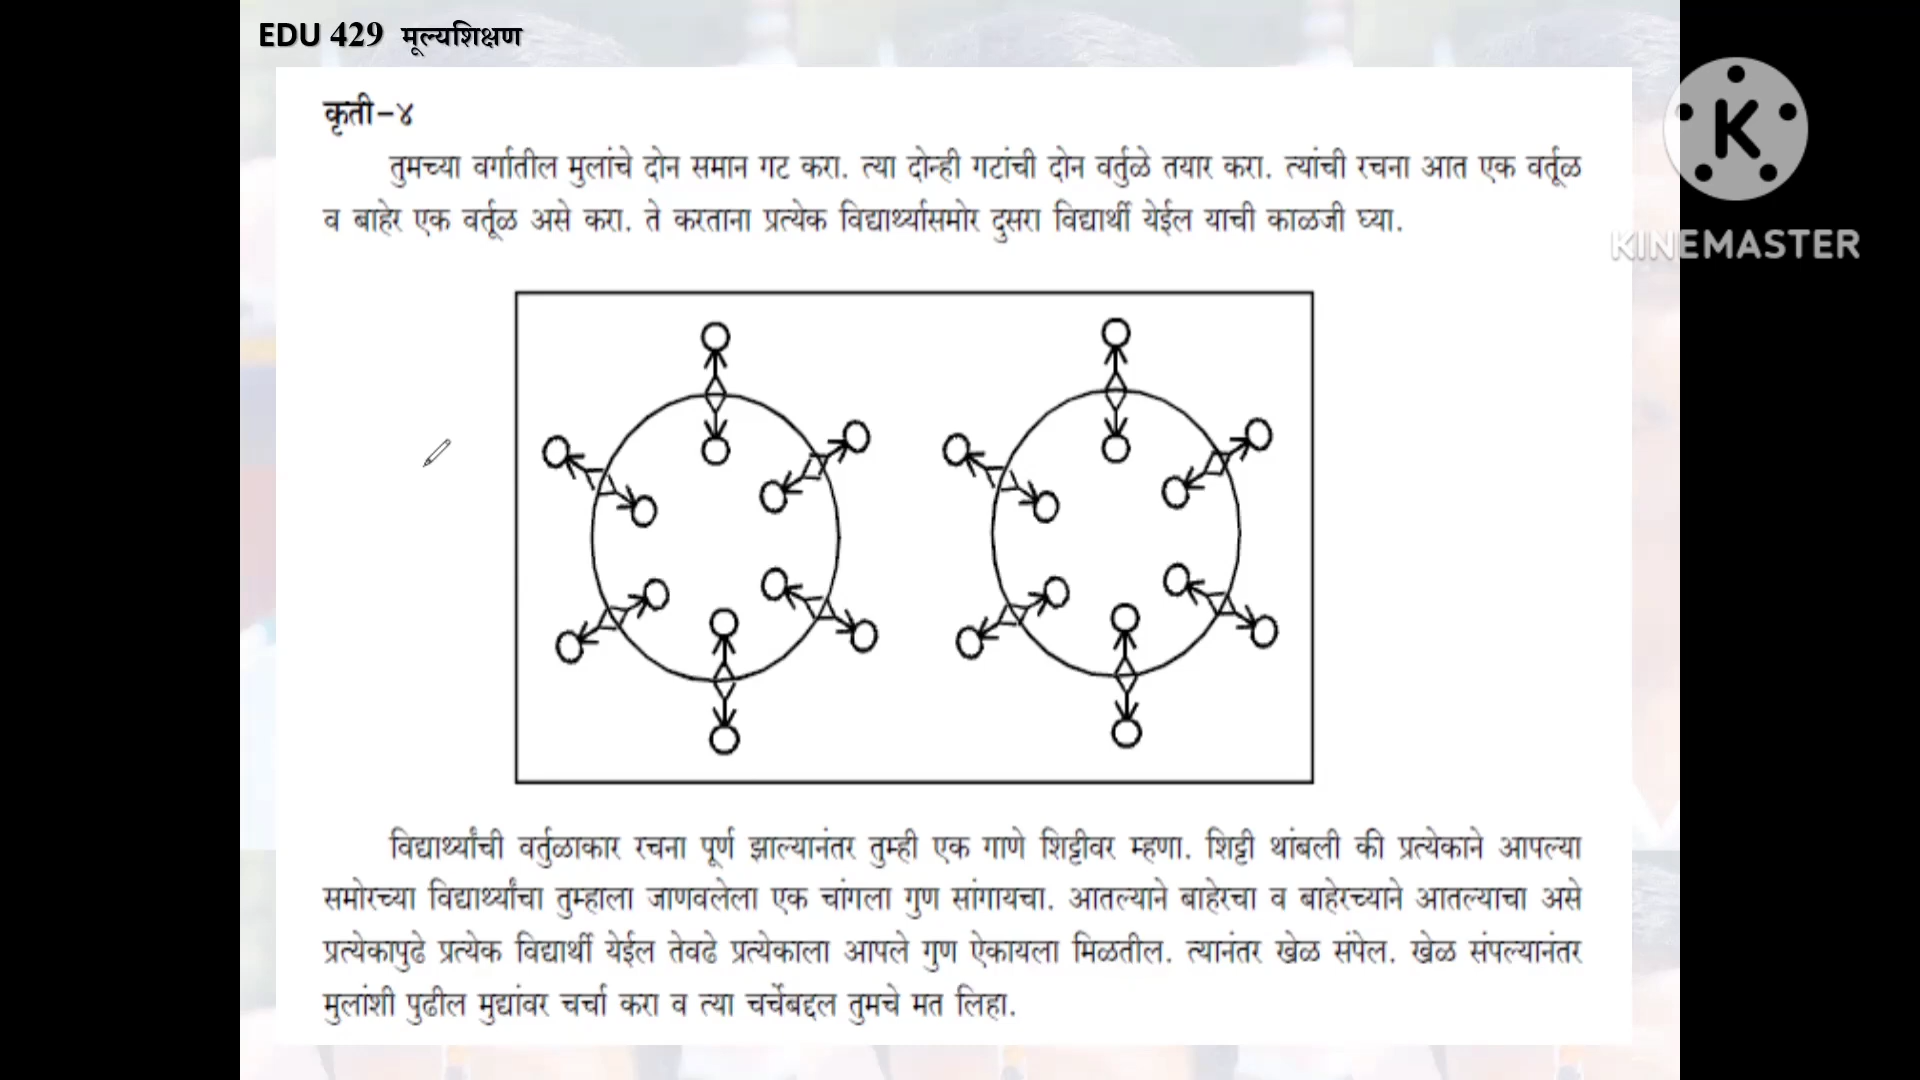 EDU 429 मूल्यशिक्षण
कृती-४
तुमच्या वर्गातील मुलांचे दोन समान गट करा. त्या दोन्ही गटांची दोन वर्तुळे तयार करा. त्यांची रचना आत एक वर्तूळ
व बाहेर एक वर्तूळ असे करा. ते करताना प्रत्येक विद्यार्थ्यासमोर दुसरा विद्यार्थी येईल याची काळजी घ्या.
K
KINEMASTER
विद्यार्थ्यांची वर्तुळाकार रचना पूर्ण झाल्यानंतर तुम्ही एक गाणे शिट्टीवर म्हणा. शिट्टी थांबली की प्रत्येकाने आपल्या
समोरच्या विद्यार्थ्यांचा तुम्हाला जाणवलेला एक चांगला गुण सांगायचा. आतल्याने बाहेरचा व बाहेरच्याने आतल्याचा असे
प्रत्येकापुढे प्रत्येक विद्यार्थी येईल तेवढे प्रत्येकाला आपले गुण ऐकायला मिळतील. त्यानंतर खेळ संपेल. खेळ संपल्यानंतर
मुलांशी पुढील मुद्यांवर चर्चा करा व त्या चर्चेबद्दल तुमचे मत लिहा.